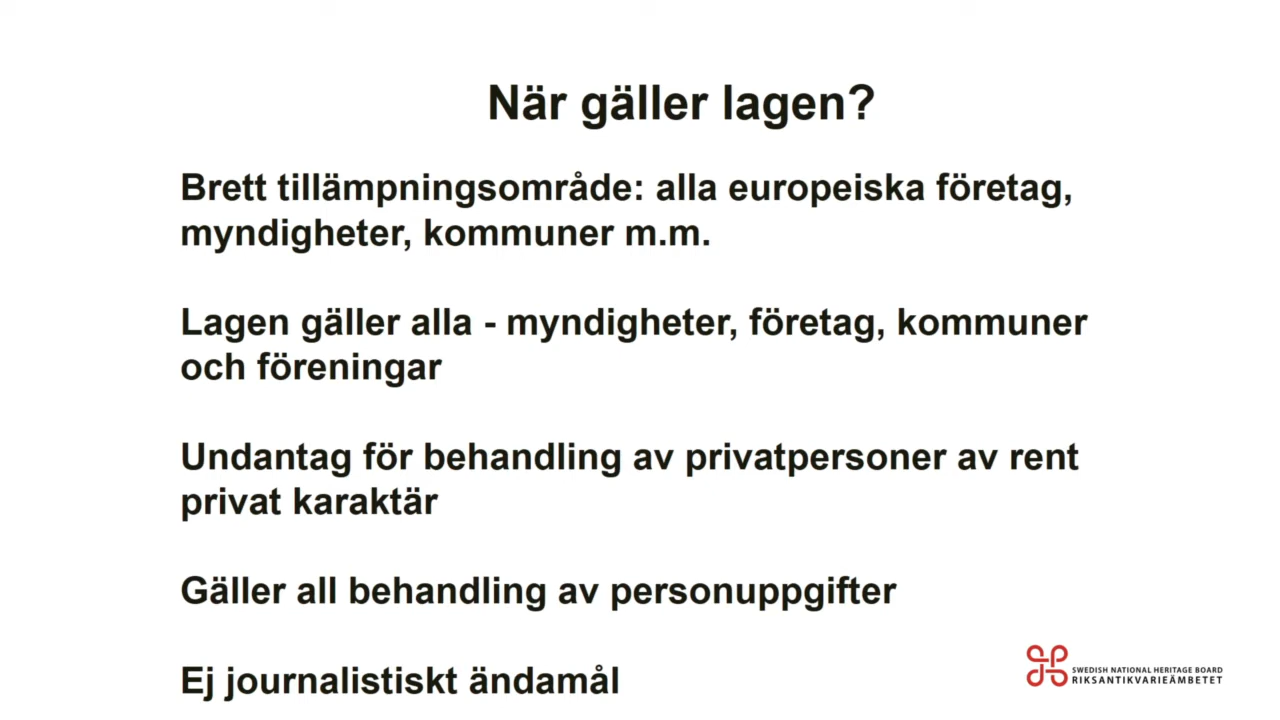 När gäller lagen?
Brett tillämpningsområde: alla europeiska företag,
myndigheter, kommuner m.m.
Lagen gäller alla - myndigheter, företag, kommuner
och föreningar
Undantag för behandling av privatpersoner av rent
privat karaktär
Gäller all behandling av personuppgifter
Ej journalistiskt ändamål
SWEDISH NATIONAL HERITAGE BOARD
RIKSANTIKVARIEÄMBETET